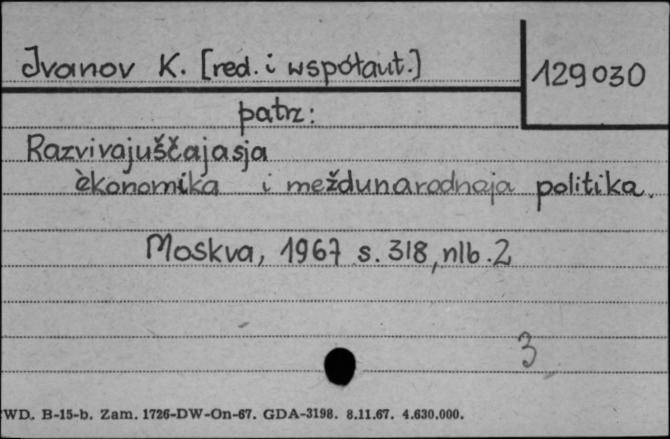 Ivanov K. [red. i współaut.]
129030
patrz:
Razvivajuščajasja
èkonomika i meždunarodnaja politika.
Moskva, 1967 s. 318, nlb. 2
3
WD. B-15-b. Zam. 1726-DW-On-67. GDA-3198. 8.11.67. 4.630.000.